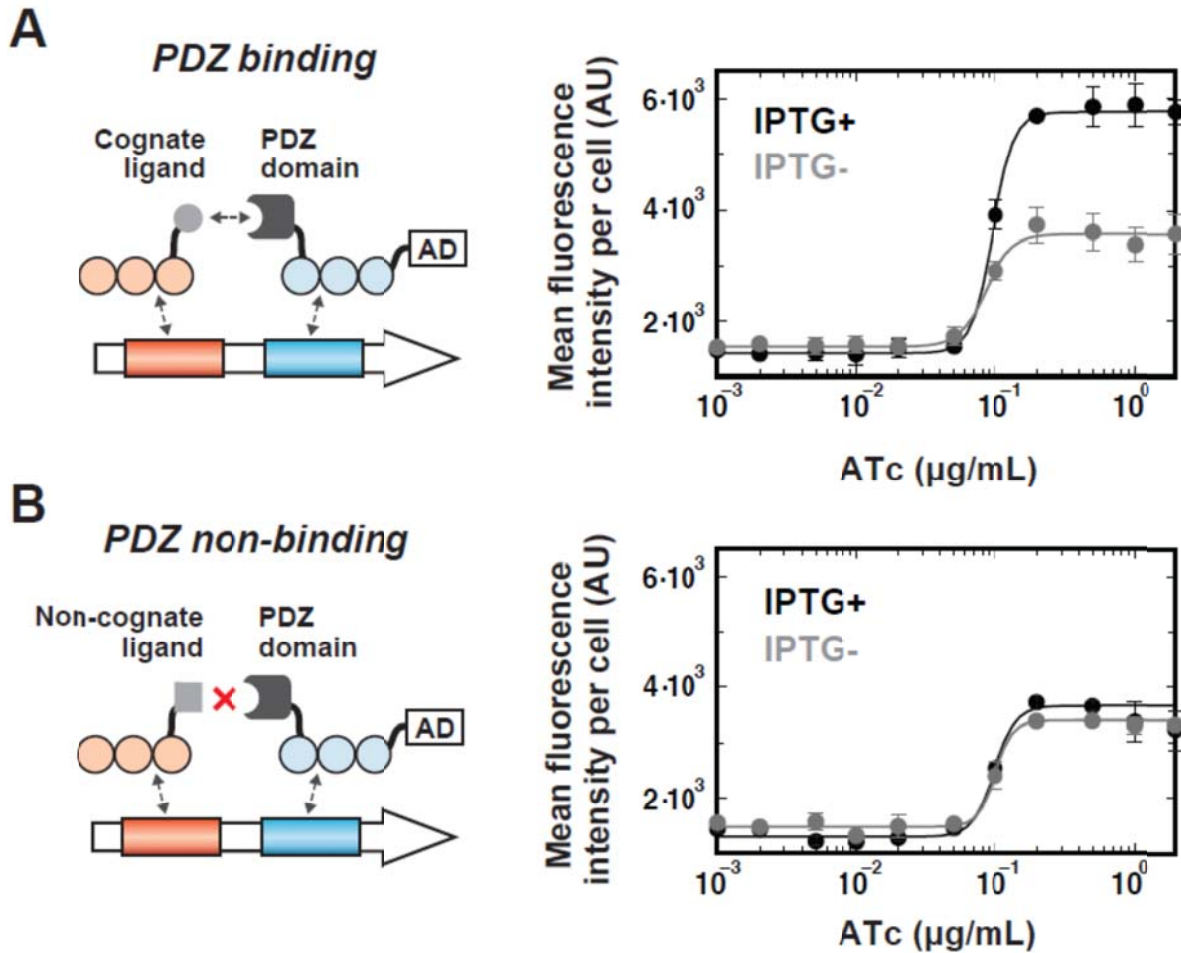 A
PDZ binding
Cognate
ligand
PDZ
domain
AD
Mean fluorescence
intensity per cell (AU)
6·10³
4·10³
2·10³
IPTG+
IPTG-
10⁻³
10⁻²
10⁻¹
10⁰
ATc (µg/mL)
B
PDZ non-binding
Non-cognate
ligand
PDZ
domain
AD
Mean fluorescence
intensity per cell (AU)
6·10³
4·10³
2·10³
IPTG+
IPTG-
10⁻³
10⁻²
10⁻¹
10⁰
ATc (µg/mL)